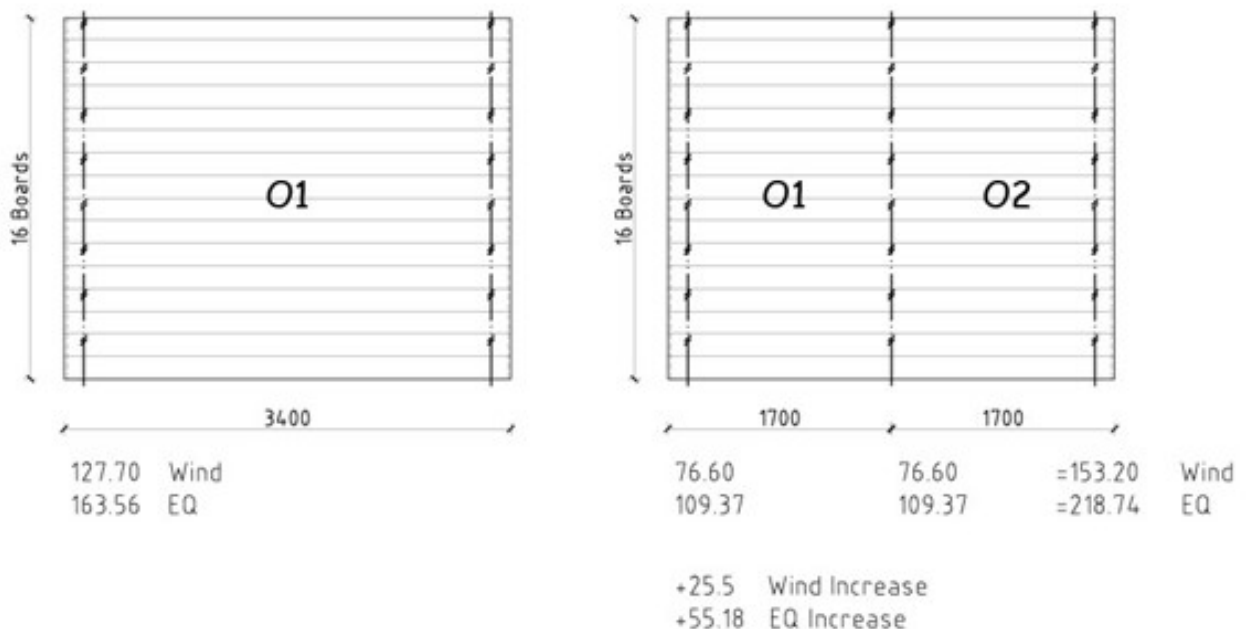 16 Boards
O1
3400
127.70 Wind
163.56 EQ
16 Boards
O1 O2
1700 1700
76.60 76.60 =153.20 Wind
109.37 109.37 =218.74 EQ
+25.5 Wind Increase
+55.18 EQ Increase